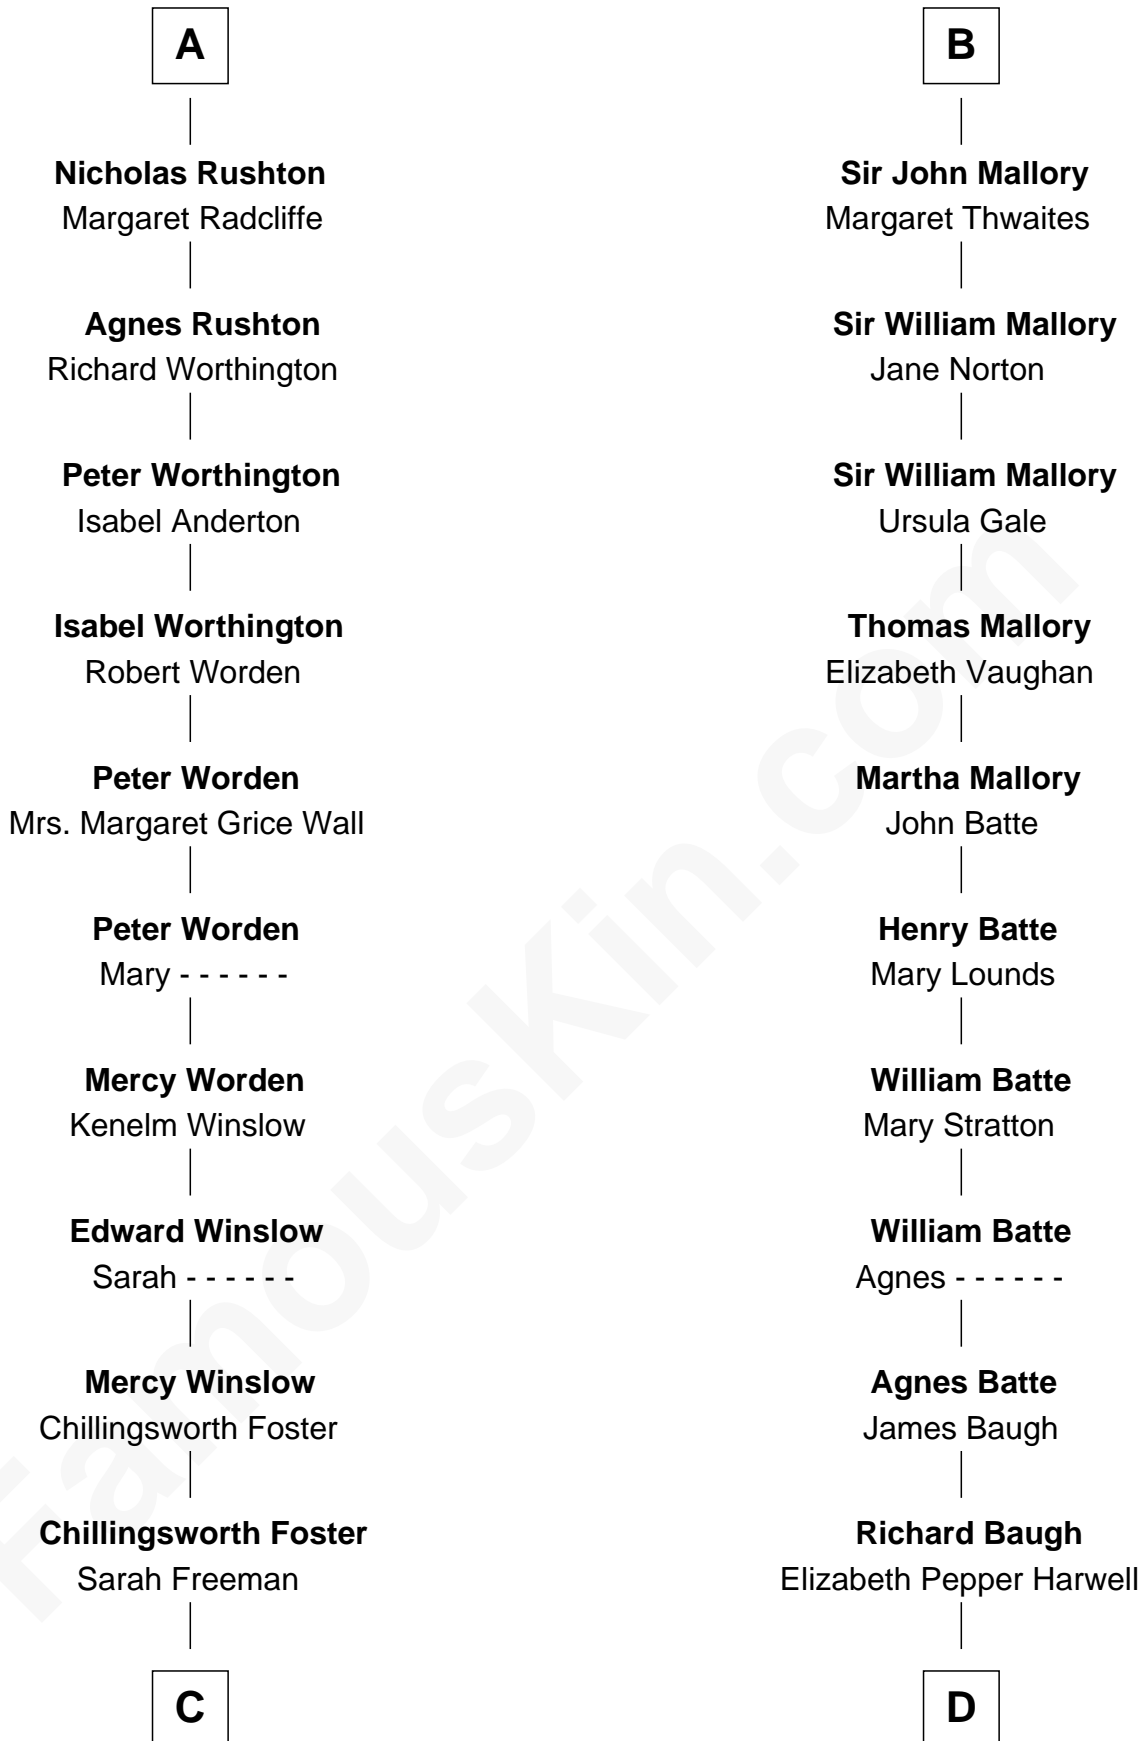 A
Nicholas Rushton
Margaret Radcliffe
Agnes Rushton
Richard Worthington
Peter Worthington
Isabel Anderton
Isabel Worthington
Robert Worden
Peter Worden
Mrs. Margaret Grice Wall
Peter Worden
Mary - - - - - -
Mercy Worden
Kenelm Winslow
Edward Winslow
Sarah - - - - - -
Mercy Winslow
Chillingsworth Foster
Chillingsworth Foster
Sarah Freeman
C
B
Sir John Mallory
Margaret Thwaites
Sir William Mallory
Jane Norton
Sir William Mallory
Ursula Gale
Thomas Mallory
Elizabeth Vaughan
Martha Mallory
John Batte
Henry Batte
Mary Lounds
William Batte
Mary Stratton
William Batte
Agnes - - - - - -
Agnes Batte
James Baugh
Richard Baugh
Elizabeth Pepper Harwell
D
FamousKin.com